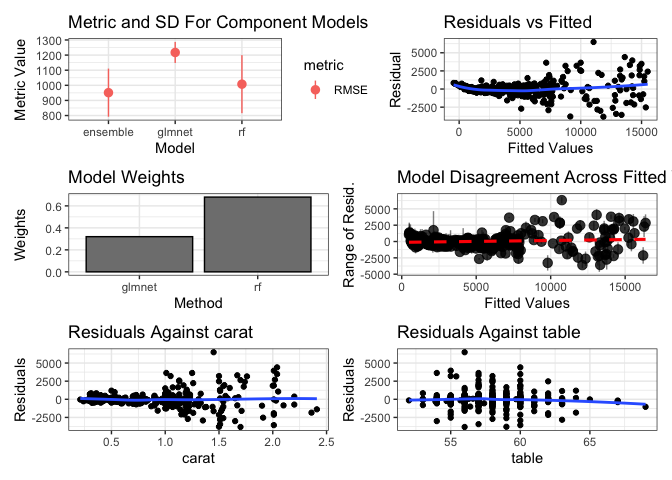 Metric and SD For Component Models
Metric Value
1300
1200
1100
1000
900
800
ensemble glmnet rf
Model
metric
RMSE
Residuals vs Fitted
Residual
5000
2500
0
-2500
0 5000 10000 15000
Fitted Values
Model Weights
Weights
0.6
0.4
0.2
0.0
glmnet rf
Method
Model Disagreement Across Fitted
Range of Resid.
5000
2500
0
-2500
-5000
0 5000 10000 15000
Fitted Values
Residuals Against carat
Residuals
5000
2500
0
-2500
0.5 1.0 1.5 2.0 2.5
carat
Residuals Against table
Residuals
5000
2500
0
-2500
55 60 65
table